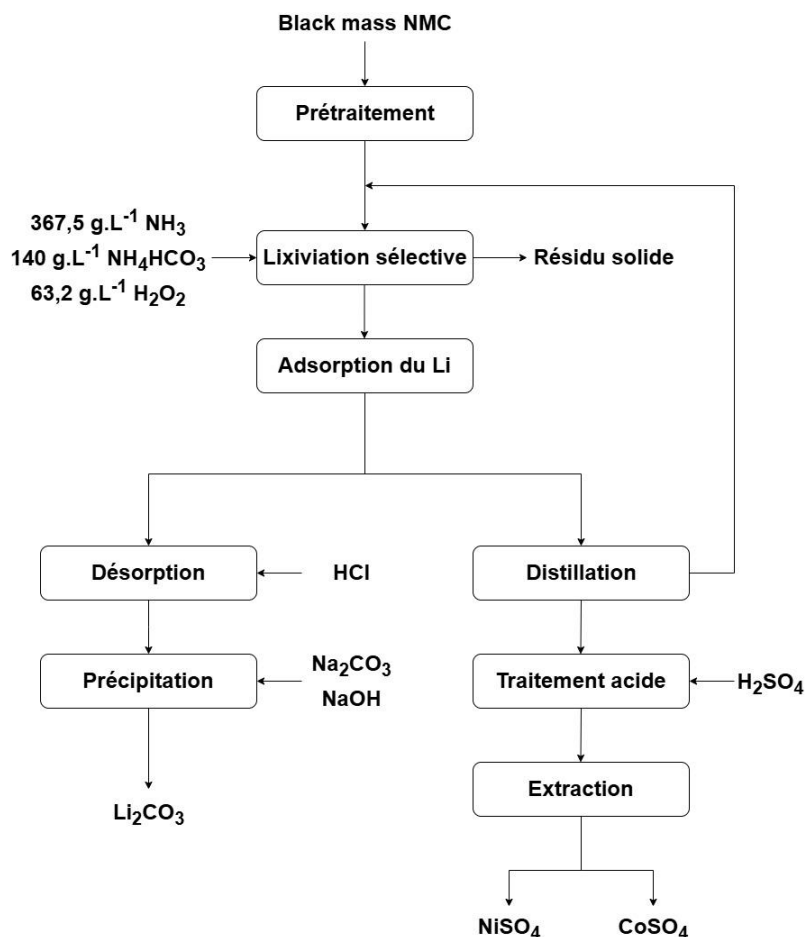 Black mass NMC
Prétraitement
367,5 g.L⁻¹ NH₃
140 g.L⁻¹ NH₄HCO₃
63,2 g.L⁻¹ H₂O₂
Lixiviation sélective
Résidu solide
Adsorption du Li
Désorption
HCl
Distillation
Précipitation
Na₂CO₃
NaOH
Traitement acide
H₂SO₄
Extraction
Li₂CO₃
NiSO₄
CoSO₄